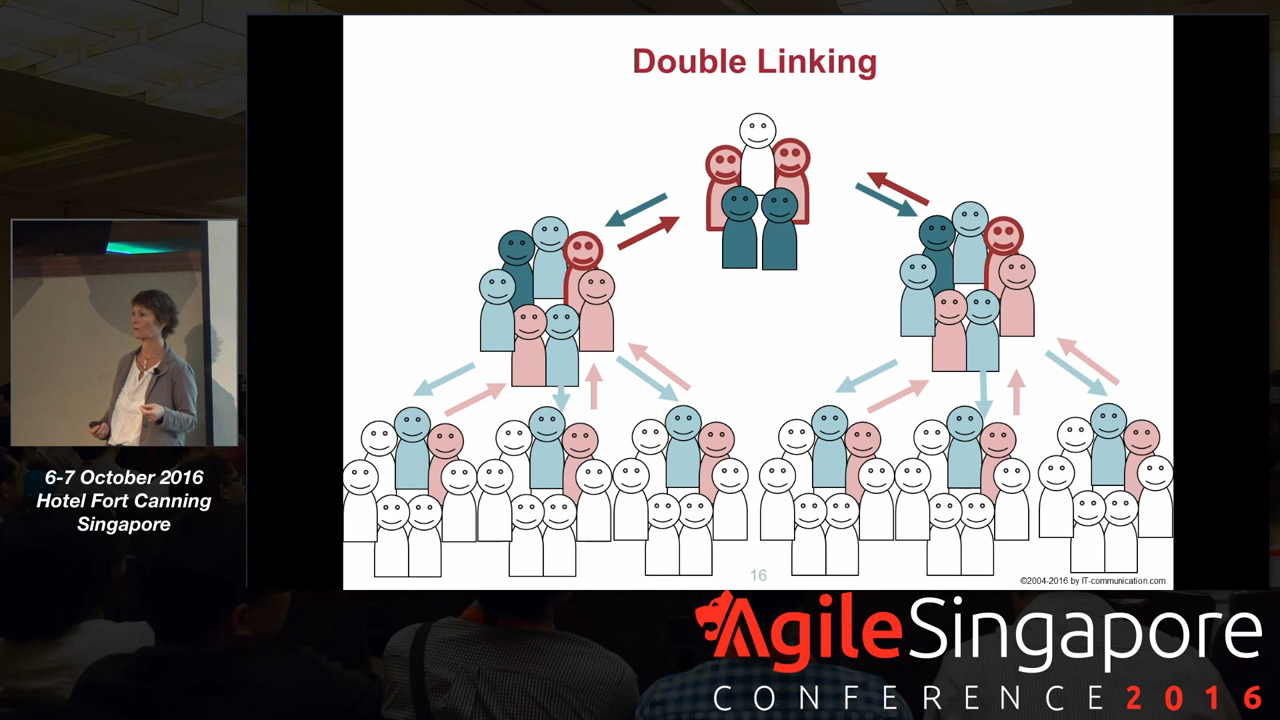 Double Linking
6-7 October 2016
Hotel Fort Canning
Singapore
16
©2004-2016 by IT-communication.com
AgileSingapore
CONFERENCE 2016